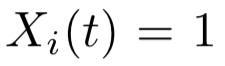 X_i(t) = 1